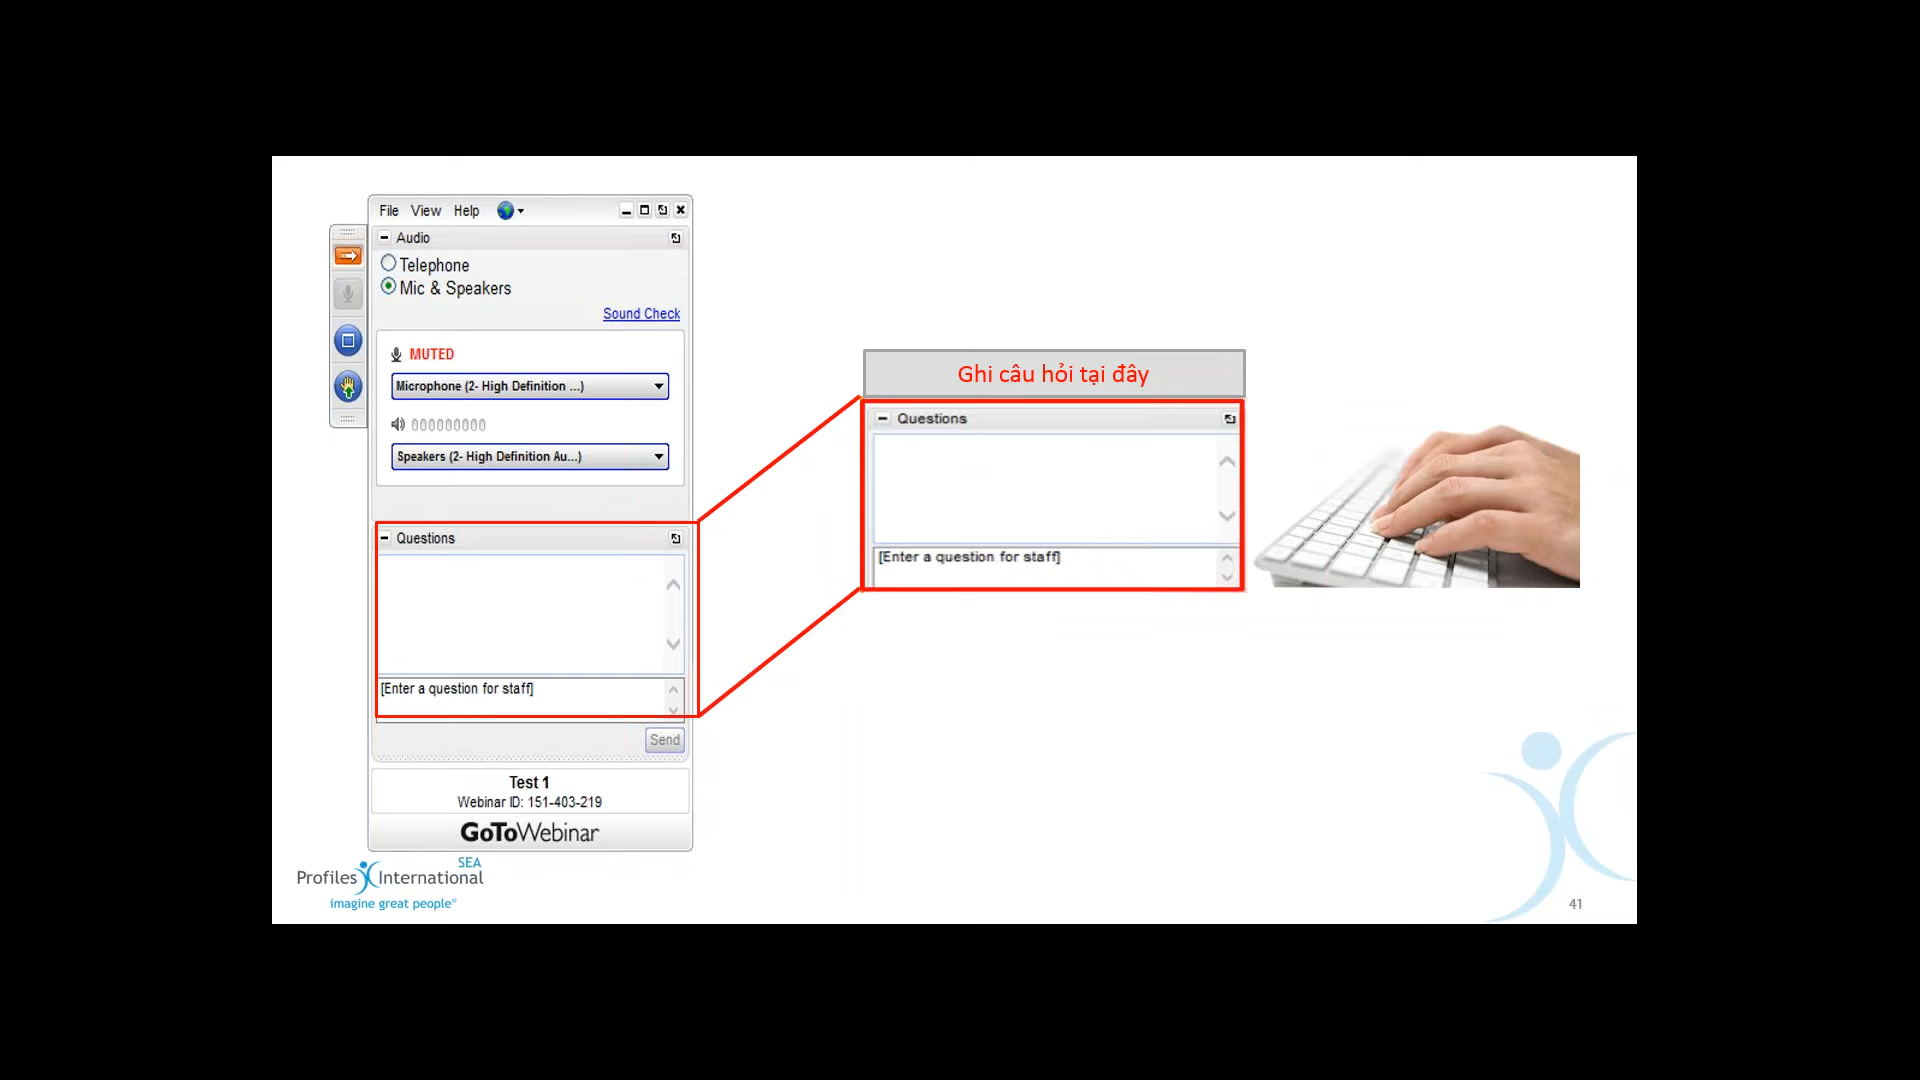 File View Help
Audio
Telephone
Mic & Speakers
Sound Check
MUTED
Microphone (2- High Definition ...)
Speakers (2- High Definition Au...)
Questions
[Enter a question for staff]
Send
Test 1
Webinar ID: 151-403-219
GoToWebinar
Ghi câu hỏi tại đây
Questions
[Enter a question for staff]
SEA
Profiles International
imagine great people®
41